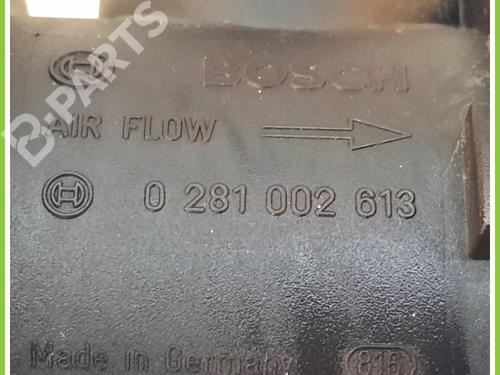 BOSCH
AIR FLOW
0 281 002 613
Made in Germany
816
B-PARTS